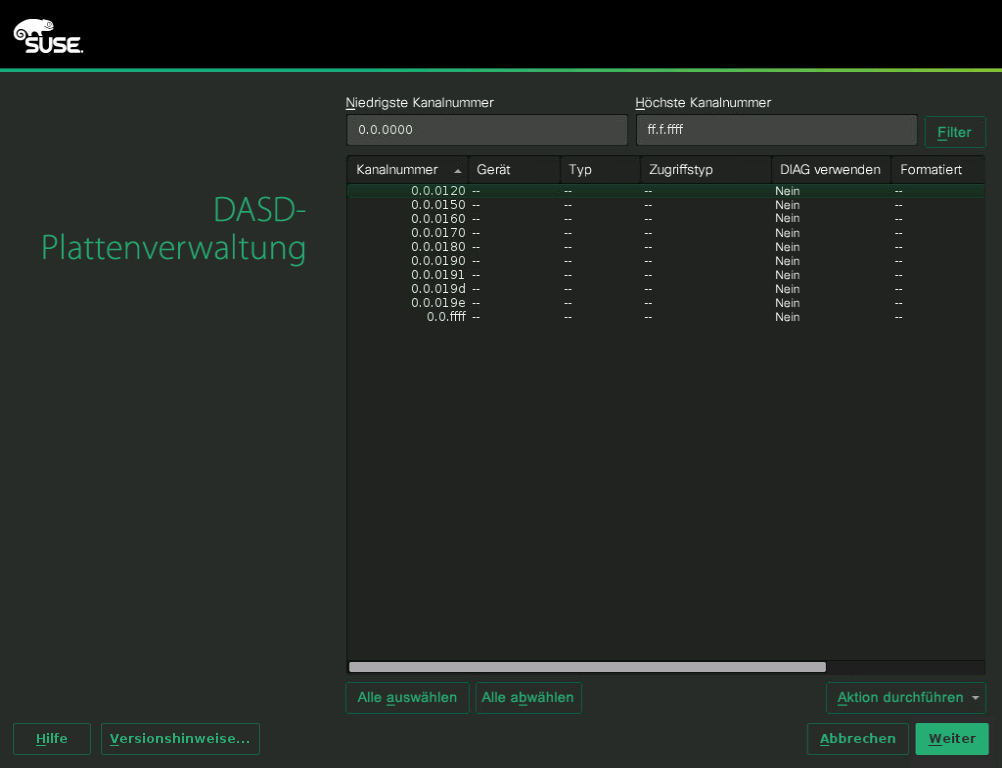 SUSE.
Niedrigste Kanalnummer Höchste Kanalnummer
0.0.0000 ff.f.ffff Filter
Kanalnummer Gerät Typ Zugriffstyp DIAG verwenden Formatiert
0.0.0120 -- -- -- Nein --
0.0.0150 -- -- -- Nein --
0.0.0160 -- -- -- Nein --
0.0.0170 -- -- -- Nein --
0.0.0180 -- -- -- Nein --
0.0.0190 -- -- -- Nein --
0.0.0191 -- -- -- Nein --
0.0.019d -- -- -- Nein --
0.0.019e -- -- -- Nein --
0.0.ffff -- -- -- Nein --
DASD-
Plattenverwaltung
Alle auswählen Alle abwählen Aktion durchführen
Hilfe Versionshinweise... Abbrechen Weiter